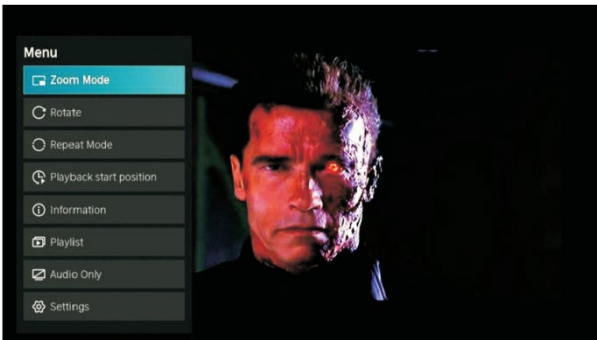 Menu
Zoom Mode
Rotate
Repeat Mode
Playback start position
Information
Playlist
Audio Only
Settings